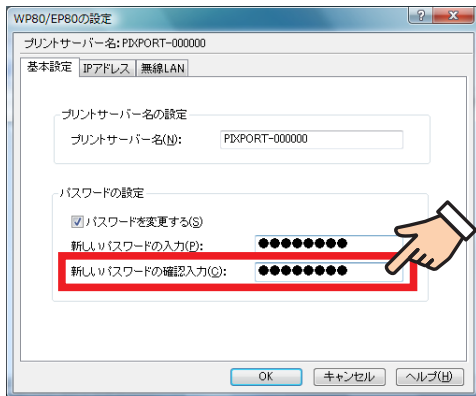 WP80/EP80の設定
プリントサーバー名:PIXPORT-000000
基本設定 IPアドレス 無線LAN
プリントサーバー名の設定
プリントサーバー名(N): PIXPORT-000000
パスワードの設定
パスワードを変更する(S)
新しいパスワードの入力(P): ●●●●●●●●
新しいパスワードの確認入力(C): ●●●●●●●●
OK キャンセル ヘルプ(H)